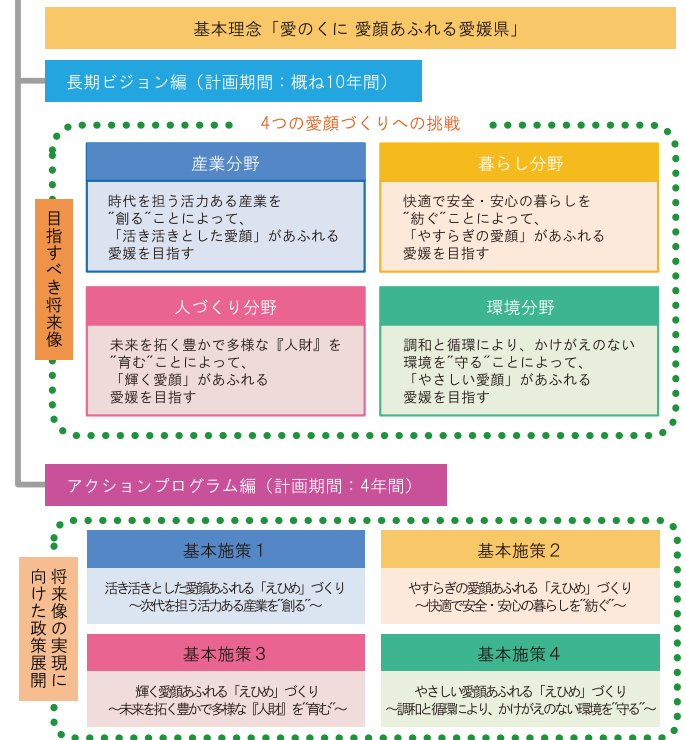 基本理念「愛のくに 愛顔あふれる愛媛県」
長期ビジョン編（計画期間：概ね10年間）
4つの愛顔づくりへの挑戦
目指すべき将来像
産業分野
時代を担う活力ある産業を
"創る"ことによって、
「活き活きとした愛顔」があふれる
愛媛を目指す
暮らし分野
快適で安全・安心の暮らしを
"紡ぐ"ことによって、
「やすらぎの愛顔」があふれる
愛媛を目指す
人づくり分野
未来を拓く豊かで多様な『人財』を
"育む"ことによって、
「輝く愛顔」があふれる
愛媛を目指す
環境分野
調和と循環により、かけがえのない
環境を"守る"ことによって、
「やさしい愛顔」があふれる
愛媛を目指す
アクションプログラム編（計画期間：4年間）
将来像の実現に
向けた政策展開
基本施策1
活き活きとした愛顔あふれる「えひめ」づくり
～次代を担う活力ある産業を"創る"～
基本施策2
やすらぎの愛顔あふれる「えひめ」づくり
～快適で安全・安心の暮らしを"紡ぐ"～
基本施策3
輝く愛顔あふれる「えひめ」づくり
～未来を拓く豊かで多様な『人財』を"育む"～
基本施策4
やさしい愛顔あふれる「えひめ」づくり
～調和と循環により、かけがえのない環境を"守る"～